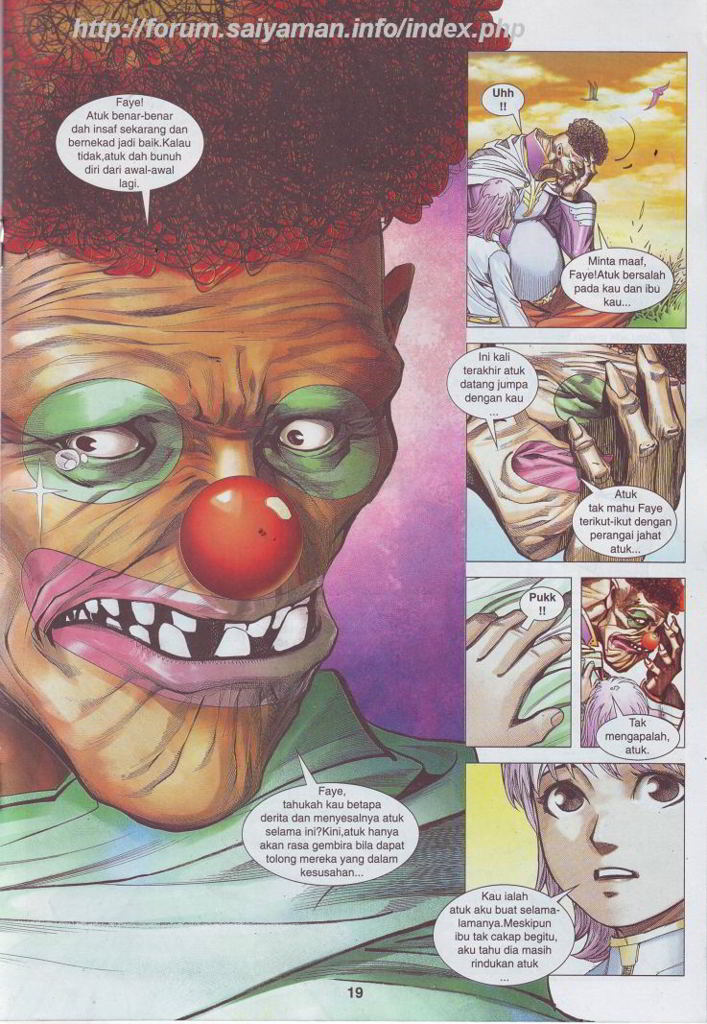 http://forum.saiyaman.info/index.php
Faye!
Atuk benar-benar
dah insaf sekarang dan
bernekad jadi baik.Kalau
tidak,atuk dah bunuh
diri dari awal-awal
lagi.
Faye,
tahukah kau betapa
derita dan menyesalnya atuk
selama ini?Kini,atuk hanya
akan rasa gembira bila dapat
tolong mereka yang dalam
kesusahan...
Uhh
!!
Minta maaf,
Faye!Atuk bersalah
pada kau dan ibu
kau...
Ini kali
terakhir atuk
datang jumpa
dengan kau
...
Atuk
tak mahu Faye
terikut-ikut dengan
perangai jahat
atuk...
Pukk
!!
Tak
mengapalah,
atuk.
Kau ialah
atuk aku buat selama-
lamanya.Meskipun
ibu tak cakap begitu,
aku tahu dia masih
rindukan atuk
...
19